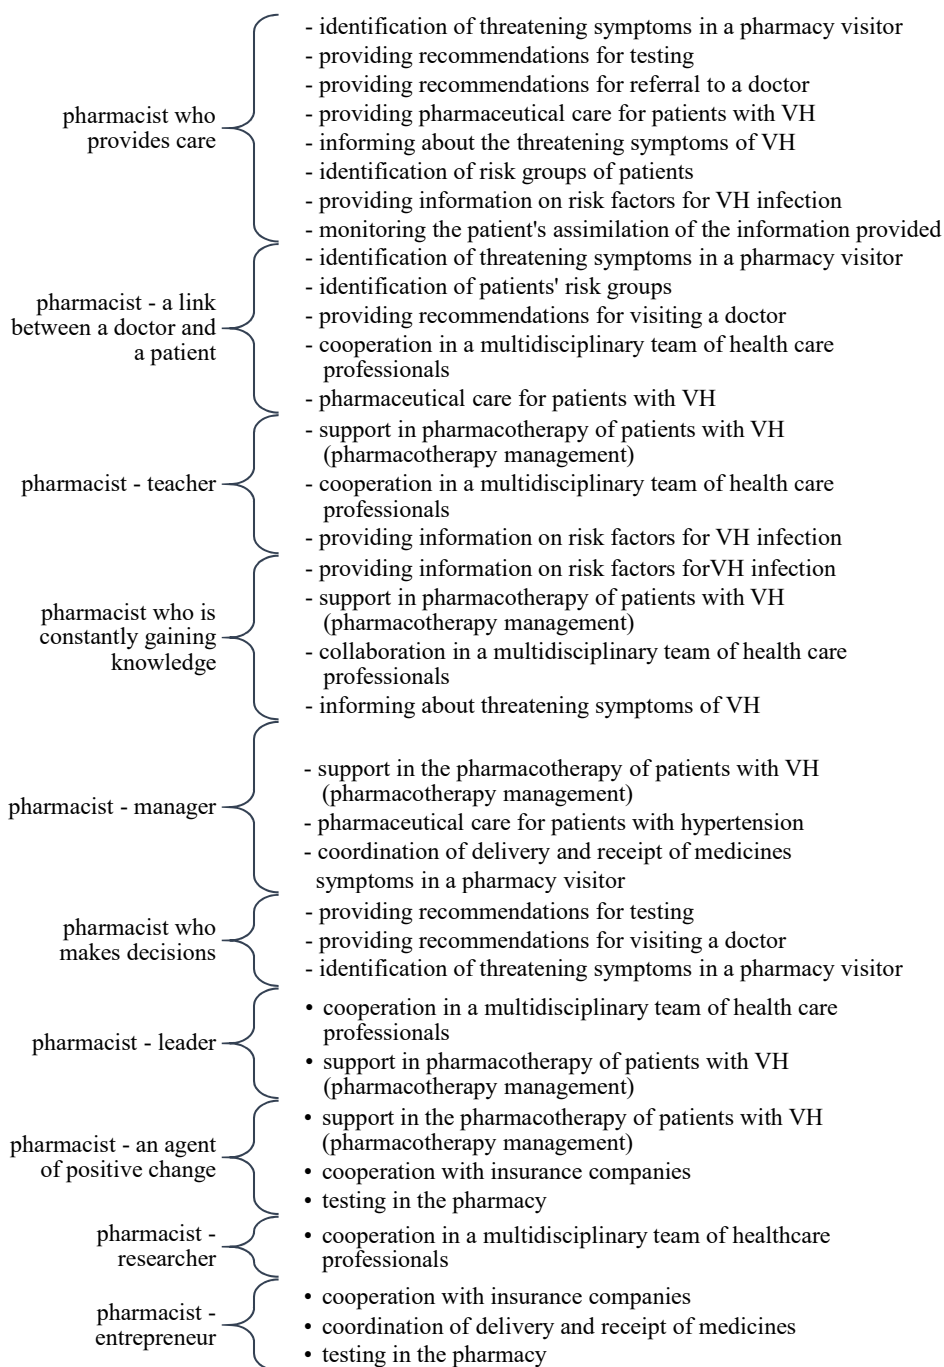 pharmacist who
provides care
- identification of threatening symptoms in a pharmacy visitor
- providing recommendations for testing
- providing recommendations for referral to a doctor
- providing pharmaceutical care for patients with VH
- informing about the threatening symptoms of VH
- identification of risk groups of patients
- providing information on risk factors for VH infection
- monitoring the patient's assimilation of the information provided
pharmacist - a link
between a doctor and
a patient
- identification of threatening symptoms in a pharmacy visitor
- identification of patients' risk groups
- providing recommendations for visiting a doctor
- cooperation in a multidisciplinary team of health care
professionals
- pharmaceutical care for patients with VH
pharmacist - teacher
- support in pharmacotherapy of patients with VH
(pharmacotherapy management)
- cooperation in a multidisciplinary team of health care
professionals
- providing information on risk factors for VH infection
pharmacist who is
constantly gaining
knowledge
- providing information on risk factors forVH infection
- support in pharmacotherapy of patients with VH
(pharmacotherapy management)
- collaboration in a multidisciplinary team of health care
professionals
- informing about threatening symptoms of VH
pharmacist - manager
- support in the pharmacotherapy of patients with VH
(pharmacotherapy management)
- pharmaceutical care for patients with hypertension
- coordination of delivery and receipt of medicines
symptoms in a pharmacy visitor
pharmacist who
makes decisions
- providing recommendations for testing
- providing recommendations for visiting a doctor
- identification of threatening symptoms in a pharmacy visitor
pharmacist - leader
• cooperation in a multidisciplinary team of health care
professionals
• support in pharmacotherapy of patients with VH
(pharmacotherapy management)
pharmacist - an agent
of positive change
• support in the pharmacotherapy of patients with VH
(pharmacotherapy management)
• cooperation with insurance companies
• testing in the pharmacy
pharmacist -
researcher
• cooperation in a multidisciplinary team of healthcare
professionals
pharmacist -
entrepreneur
• cooperation with insurance companies
• coordination of delivery and receipt of medicines
• testing in the pharmacy